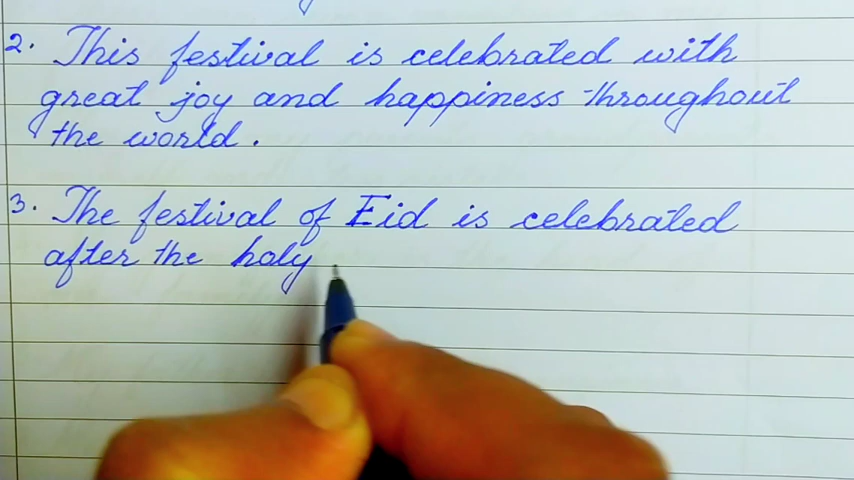 2. This festival is celebrated with
great joy and happiness throughout
the world.
3. The festival of Eid is celebrated
after the holy